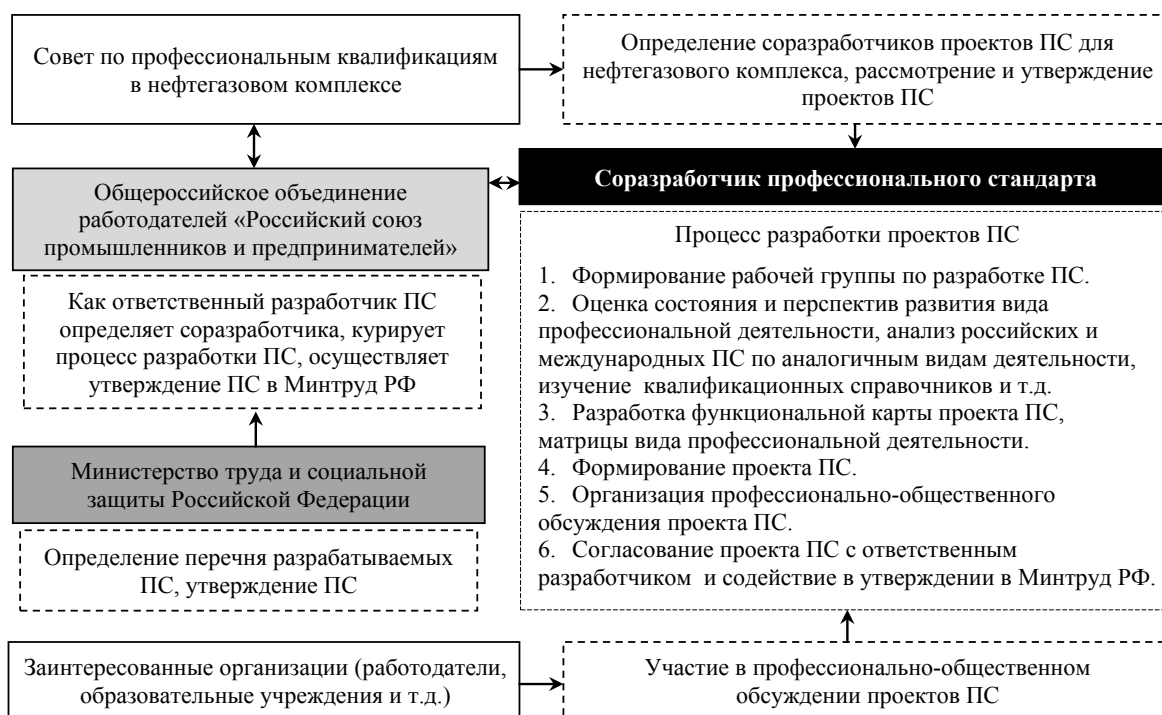 Совет по профессиональным квалификациям
в нефтегазовом комплексе
Определение соразработчиков проектов ПС для
нефтегазового комплекса, рассмотрение и утверждение
проектов ПС
Общероссийское объединение
работодателей «Российский союз
промышленников и предпринимателей»
Как ответственный разработчик ПС
определяет соразработчика, курирует
процесс разработки ПС, осуществляет
утверждение ПС в Минтруд РФ
Министерство труда и социальной
защиты Российской Федерации
Определение перечня разрабатываемых
ПС, утверждение ПС
Соразработчик профессионального стандарта
Процесс разработки проектов ПС
1. Формирование рабочей группы по разработке ПС.
2. Оценка состояния и перспектив развития вида
профессиональной деятельности, анализ российских и
международных ПС по аналогичным видам деятельности,
изучение квалификационных справочников и т.д.
3. Разработка функциональной карты проекта ПС,
матрицы вида профессиональной деятельности.
4. Формирование проекта ПС.
5. Организация профессионально-общественного
обсуждения проекта ПС.
6. Согласование проекта ПС с ответственным
разработчиком и содействие в утверждении в Минтруд РФ.
Заинтересованные организации (работодатели,
образовательные учреждения и т.д.)
Участие в профессионально-общественном
обсуждении проектов ПС